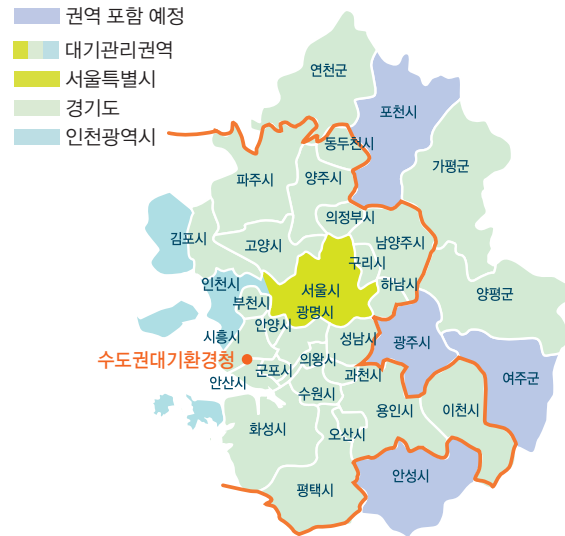 권역 포함 예정
대기관리권역
서울특별시
경기도
인천광역시
연천군
포천시
동두천시
가평군
파주시
양주시
의정부시
김포시
고양시
남양주시
구리시
인천시
서울시
하남시
양평군
부천시
광명시
안양시
시흥시
성남시
광주시
수도권대기환경청
의왕시
군포시
과천시
여주군
안산시
수원시
용인시
이천시
화성시
오산시
안성시
평택시